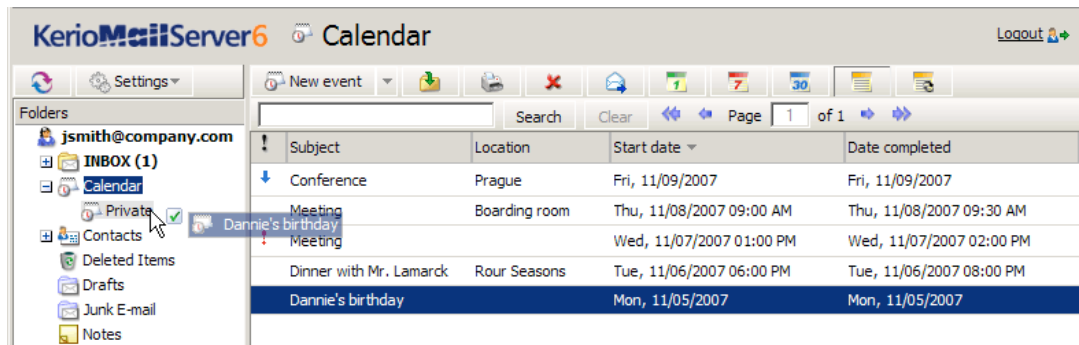 KerioMailServer6 Calendar Logout
Settings New event 1 7 30
Folders Search Clear Page 1 of 1
jsmith@company.com ! Subject Location Start date Date completed
INBOX (1)
Calendar Conference Prague Fri, 11/09/2007 Fri, 11/09/2007
Private Dannie's birthday Meeting Boarding room Thu, 11/08/2007 09:00 AM Thu, 11/08/2007 09:30 AM
Contacts ! Meeting Wed, 11/07/2007 01:00 PM Wed, 11/07/2007 02:00 PM
Deleted Items Dinner with Mr. Lamarck Rour Seasons Tue, 11/06/2007 06:00 PM Tue, 11/06/2007 08:00 PM
Drafts Dannie's birthday Mon, 11/05/2007 Mon, 11/05/2007
Junk E-mail
Notes